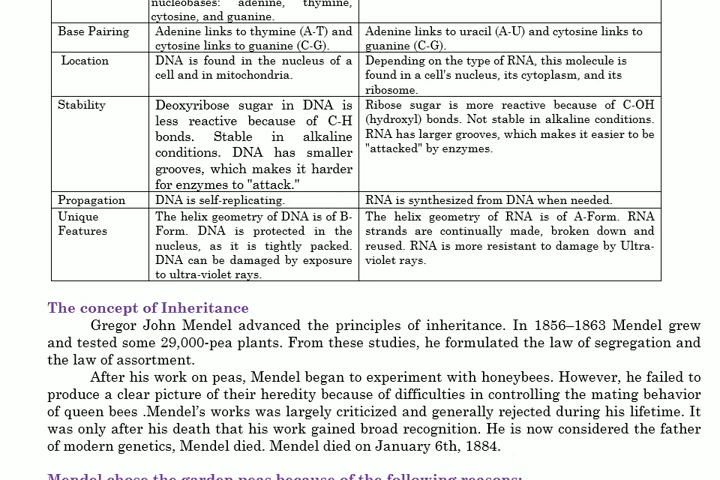 nucleobases: adenine, thymine,
cytosine, and guanine.
Base Pairing
Adenine links to thymine (A-T) and
cytosine links to guanine (C-G).
Adenine links to uracil (A-U) and cytosine links to
guanine (C-G).
Location
DNA is found in the nucleus of a
cell and in mitochondria.
Depending on the type of RNA, this molecule is
found in a cell's nucleus, its cytoplasm, and its
ribosome.
Stability
Deoxyribose sugar in DNA is
less reactive because of C-H
bonds. Stable in alkaline
conditions. DNA has smaller
grooves, which makes it harder
for enzymes to "attack."
Ribose sugar is more reactive because of C-OH
(hydroxyl) bonds. Not stable in alkaline conditions.
RNA has larger grooves, which makes it easier to be
"attacked" by enzymes.
Propagation
DNA is self-replicating.
RNA is synthesized from DNA when needed.
Unique
Features
The helix geometry of DNA is of B-
Form. DNA is protected in the
nucleus, as it is tightly packed.
DNA can be damaged by exposure
to ultra-violet rays.
The helix geometry of RNA is of A-Form. RNA
strands are continually made, broken down and
reused. RNA is more resistant to damage by Ultra-
violet rays.
The concept of Inheritance
Gregor John Mendel advanced the principles of inheritance. In 1856–1863 Mendel grew
and tested some 29,000-pea plants. From these studies, he formulated the law of segregation and
the law of assortment.
After his work on peas, Mendel began to experiment with honeybees. However, he failed to
produce a clear picture of their heredity because of difficulties in controlling the mating behavior
of queen bees .Mendel's works was largely criticized and generally rejected during his lifetime. It
was only after his death that his work gained broad recognition. He is now considered the father
of modern genetics, Mendel died. Mendel died on January 6th, 1884.
Mendel chose the garden peas because of the following reasons: